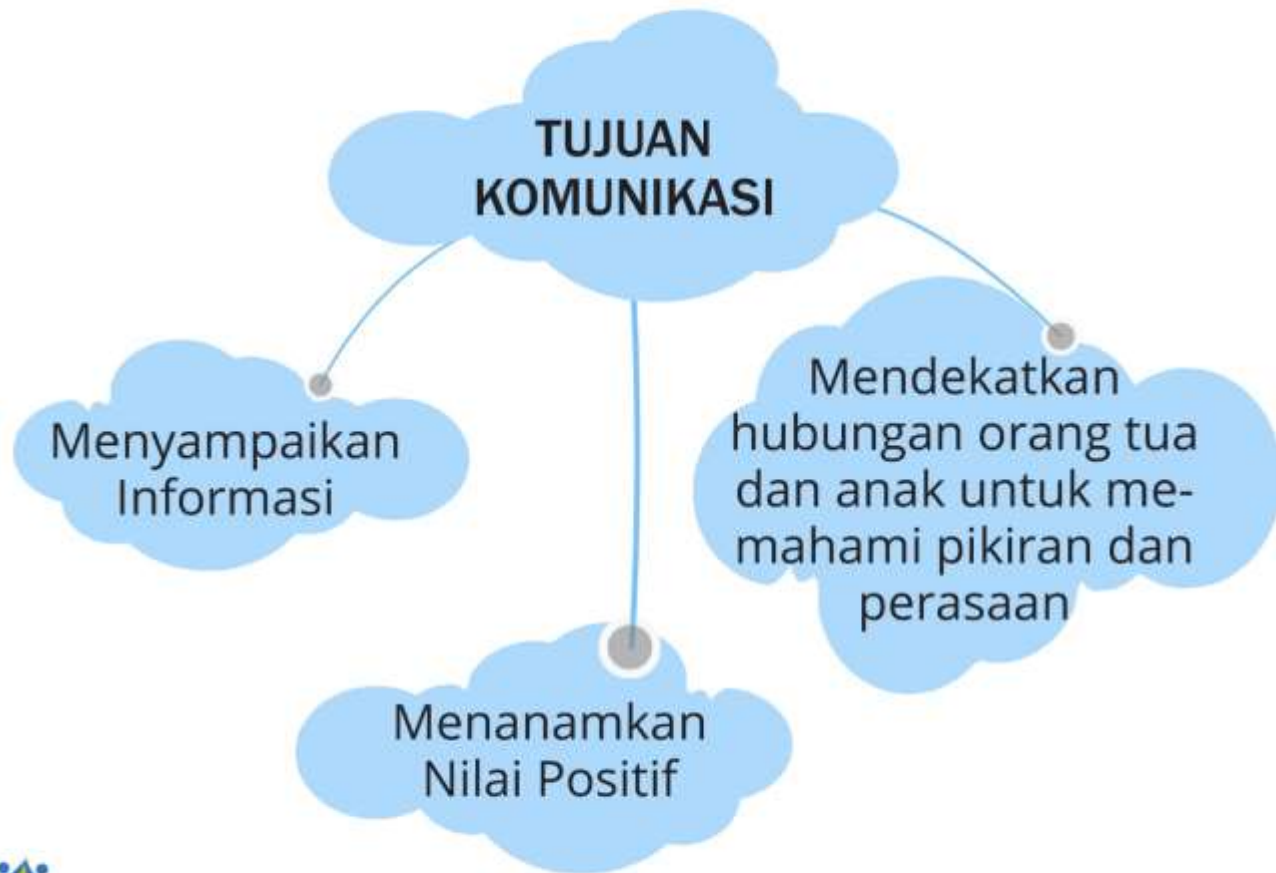 TUJUAN
KOMUNIKASI
Menyampaikan
Informasi
Menanamkan
Nilai Positif
Mendekatkan
hubungan orang tua
dan anak untuk me-
mahami pikiran dan
perasaan